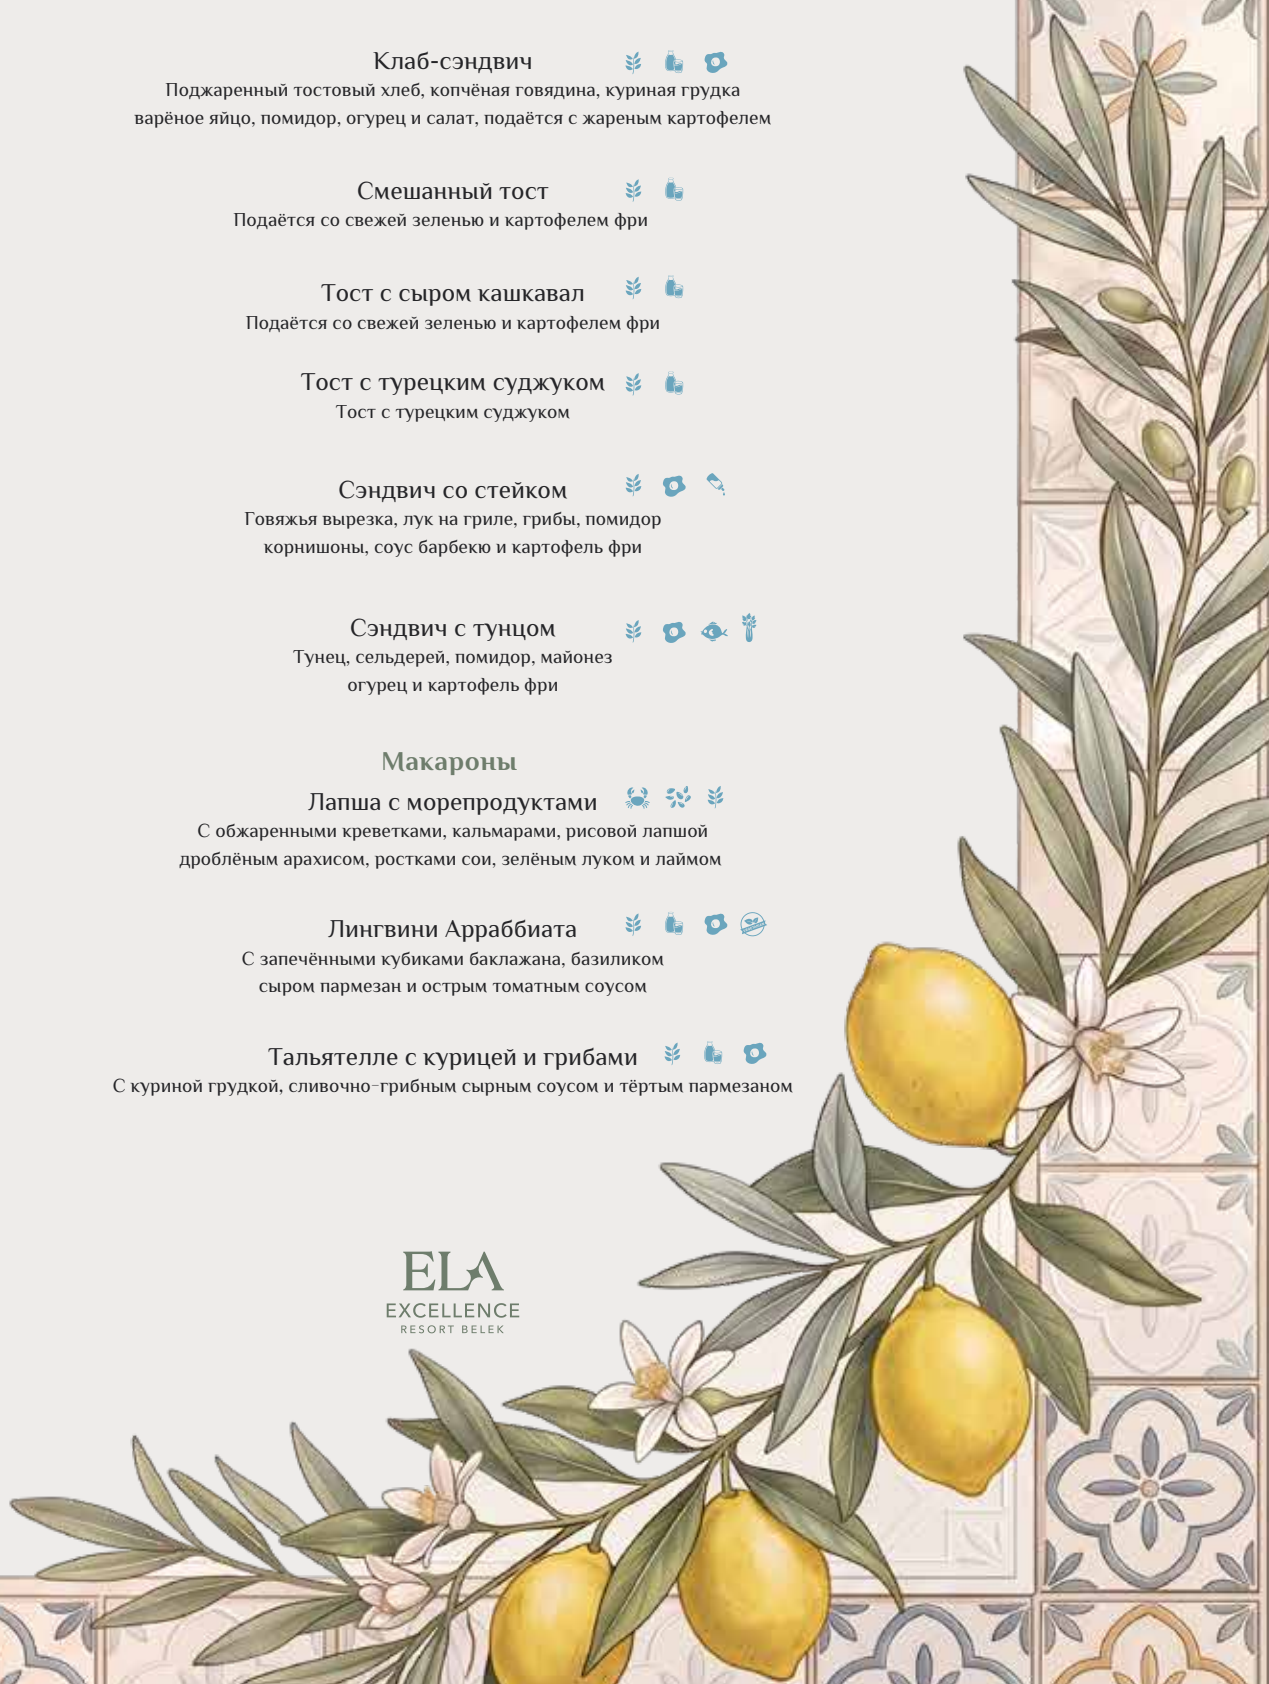 Клаб-сэндвич
Поджаренный тостовый хлеб, копчёная говядина, куриная грудка
варёное яйцо, помидор, огурец и салат, подаётся с жареным картофелем
Смешанный тост
Подаётся со свежей зеленью и картофелем фри
Тост с сыром кашкавал
Подаётся со свежей зеленью и картофелем фри
Тост с турецким суджуком
Тост с турецким суджуком
Сэндвич со стейком
Говяжья вырезка, лук на гриле, грибы, помидор
корнишоны, соус барбекю и картофель фри
Сэндвич с тунцом
Тунец, сельдерей, помидор, майонез
огурец и картофель фри
Макароны
Лапша с морепродуктами
С обжаренными креветками, кальмарами, рисовой лапшой
дроблёным арахисом, ростками сои, зелёным луком и лаймом
Лингвини Арраббиата
С запечёнными кубиками баклажана, базиликом
сыром пармезан и острым томатным соусом
Тальятелле с курицей и грибами
С куриной грудкой, сливочно-грибным сырным соусом и тёртым пармезаном
ELA
EXCELLENCE
RESORT BELEK